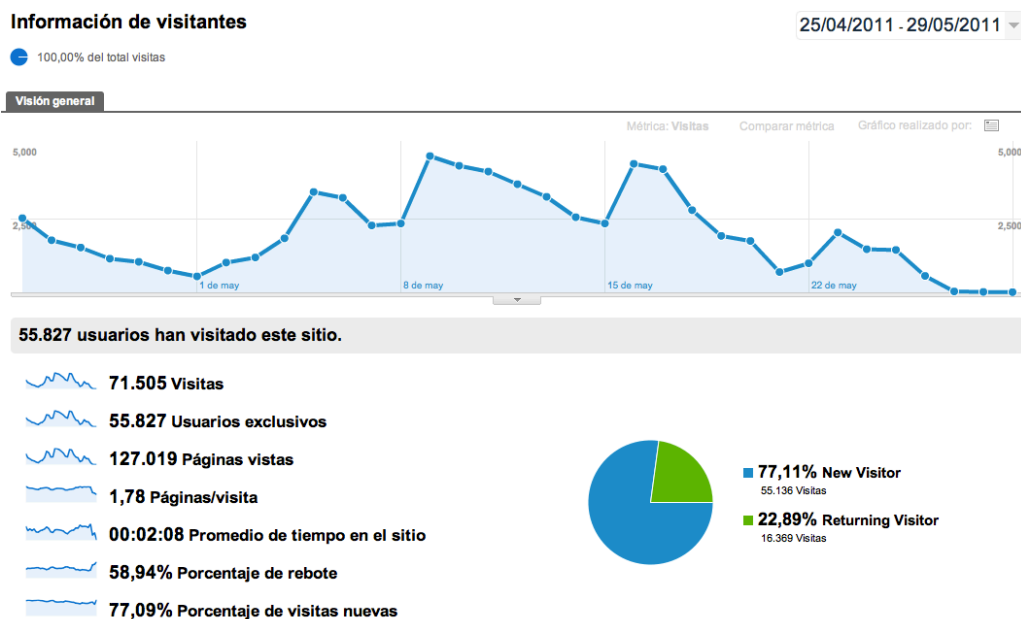 Información de visitantes
25/04/2011 - 29/05/2011
100,00% del total visitas
Visión general
Métrica: Visitas Comparar métrica Gráfico realizado por:
5,000 5,000
2,500 2,500
1 de may 8 de may 15 de may 22 de may
55.827 usuarios han visitado este sitio.
71.505 Visitas
55.827 Usuarios exclusivos
127.019 Páginas vistas
1,78 Páginas/visita
00:02:08 Promedio de tiempo en el sitio
58,94% Porcentaje de rebote
77,09% Porcentaje de visitas nuevas
77,11% New Visitor
55.136 Visitas
22,89% Returning Visitor
16.369 Visitas